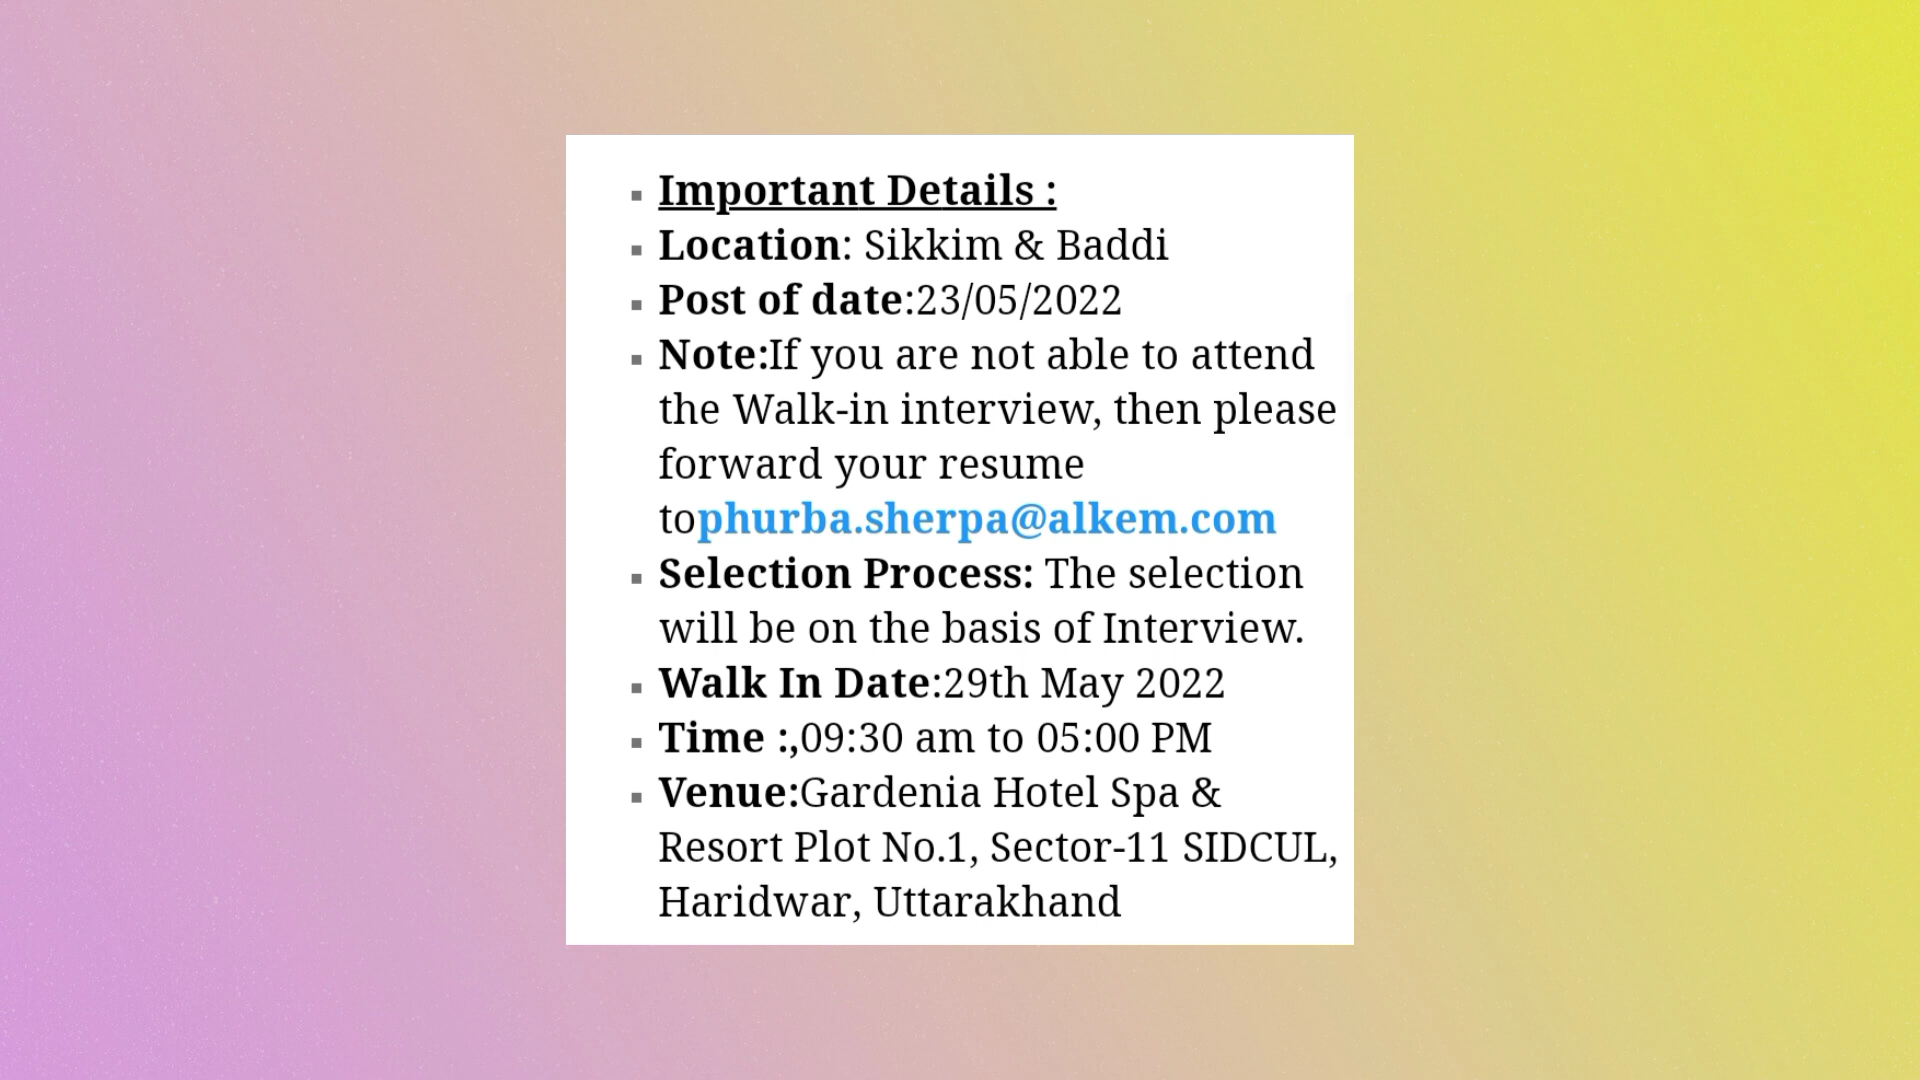 Important Details :
Location: Sikkim & Baddi
Post of date:23/05/2022
Note:If you are not able to attend
the Walk-in interview, then please
forward your resume
tophurba.sherpa@alkem.com
Selection Process: The selection
will be on the basis of Interview.
Walk In Date:29th May 2022
Time :,09:30 am to 05:00 PM
Venue:Gardenia Hotel Spa &
Resort Plot No.1, Sector-11 SIDCUL,
Haridwar, Uttarakhand